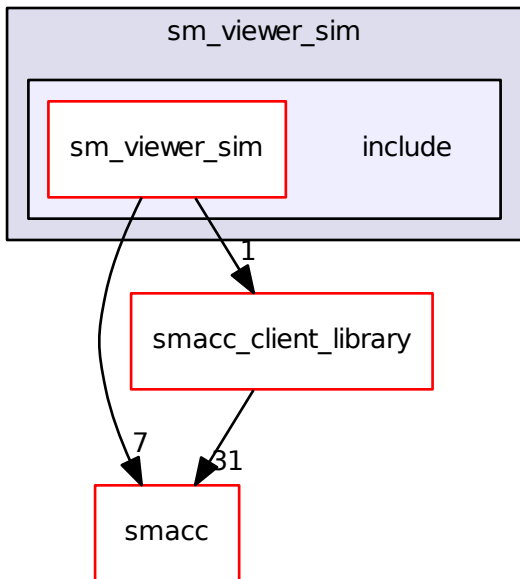 sm_viewer_sim
sm_viewer_sim
include
1
smacc_client_library
7
31
smacc